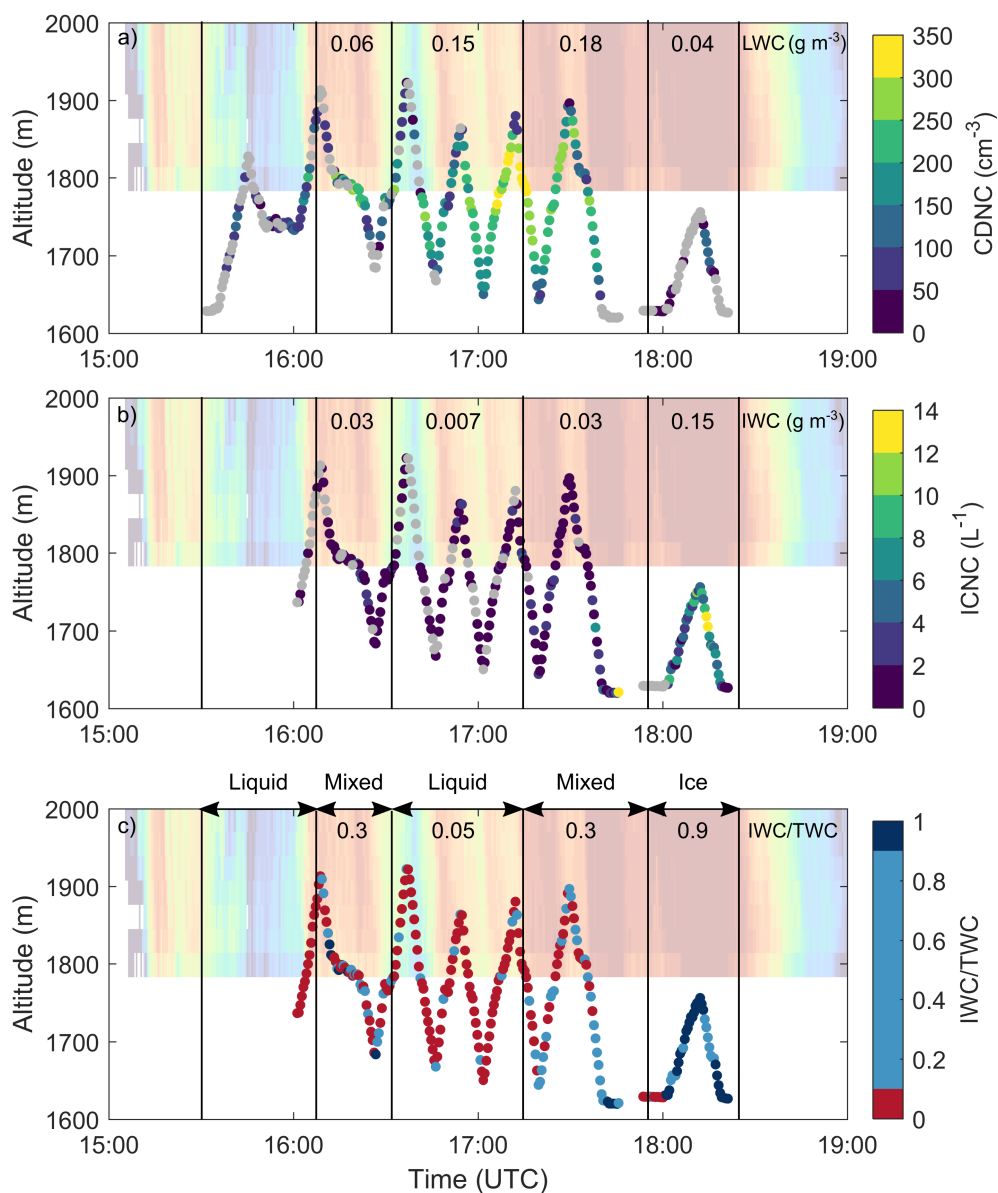 a)
0.06 0.15 0.18 0.04 LWC (g m⁻³)
2000
1900
1800
1700
1600
Altitude (m)
15:00 16:00 17:00 18:00 19:00
350
300
250
200
150
100
50
0
CDNC (cm⁻³)
b)
0.03 0.007 0.03 0.15 IWC (g m⁻³)
2000
1900
1800
1700
1600
Altitude (m)
15:00 16:00 17:00 18:00 19:00
14
12
10
8
6
4
2
0
ICNC (L⁻¹)
Liquid Mixed Liquid Mixed Ice
c)
0.3 0.05 0.3 0.9 IWC/TWC
2000
1900
1800
1700
1600
Altitude (m)
15:00 16:00 17:00 18:00 19:00
Time (UTC)
1
0.8
0.6
0.4
0.2
0
IWC/TWC